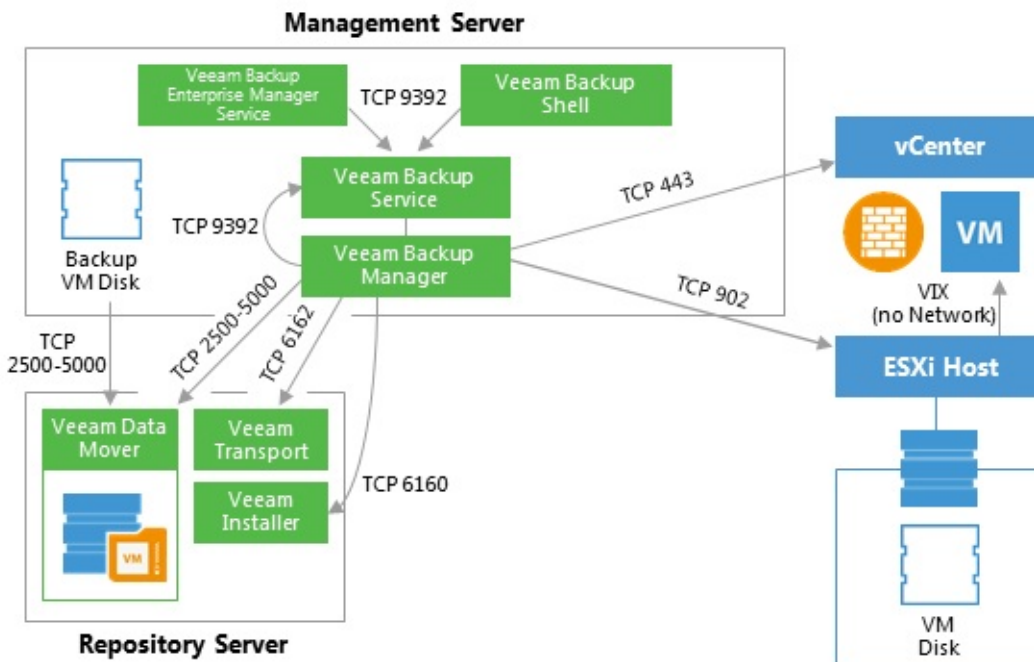 Management Server
Veeam Backup
Enterprise Manager
Service
TCP 9392
Veeam Backup
Shell
Veeam Backup
Service
TCP 9392
Veeam Backup
Manager
Backup
VM Disk
TCP 443
vCenter
VM
VIX
(no Network)
TCP 902
ESXi Host
TCP
2500-5000
TCP 2500-5000
TCP 6162
TCP 6160
Veeam Data
Mover
Veeam
Transport
Veeam
Installer
VM
Repository Server
VM
Disk